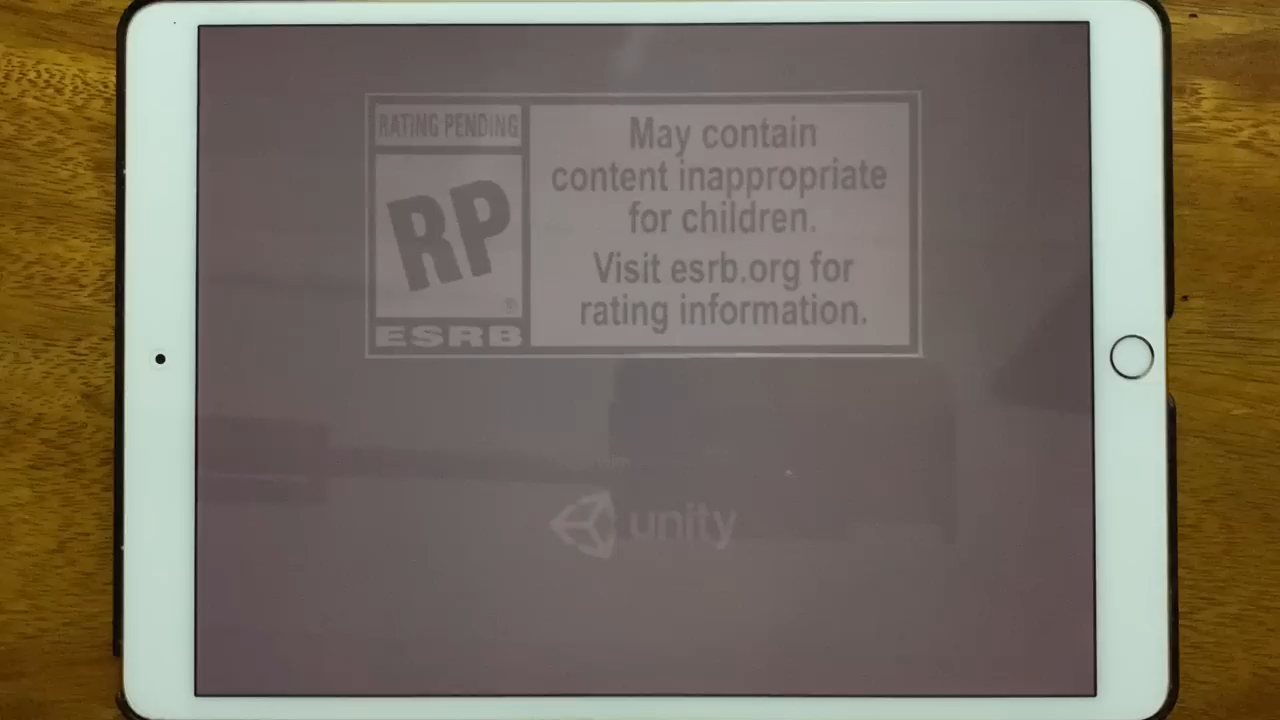 RATING PENDING
RP
®
ESRB
May contain
content inappropriate
for children.
Visit esrb.org for
rating information.
unity